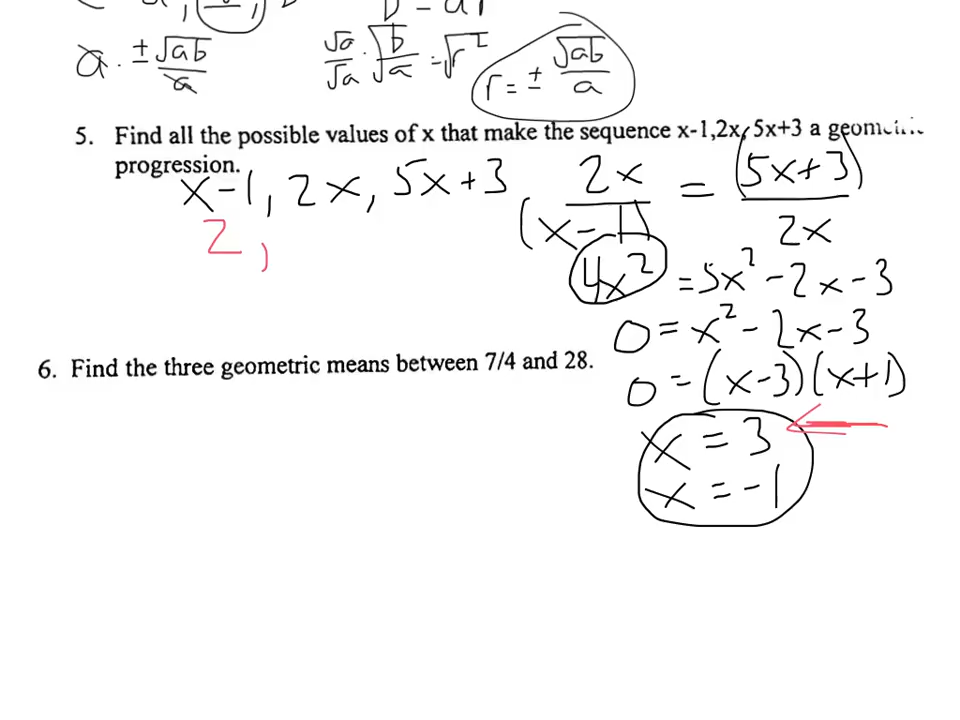 b = ar
a · ±√ab/a
√a/√a · √b/√a = √r² r = ± √ab/a
5. Find all the possible values of x that make the sequence x-1,2x, 5x+3 a geometric
progression.
x-1, 2x, 5x+3
2x/(x-1) = (5x+3)/2x
2,
4x² = 5x² - 2x - 3
0 = x² - 2x - 3
6. Find the three geometric means between 7/4 and 28.
0 = (x-3)(x+1)
x = 3
x = -1